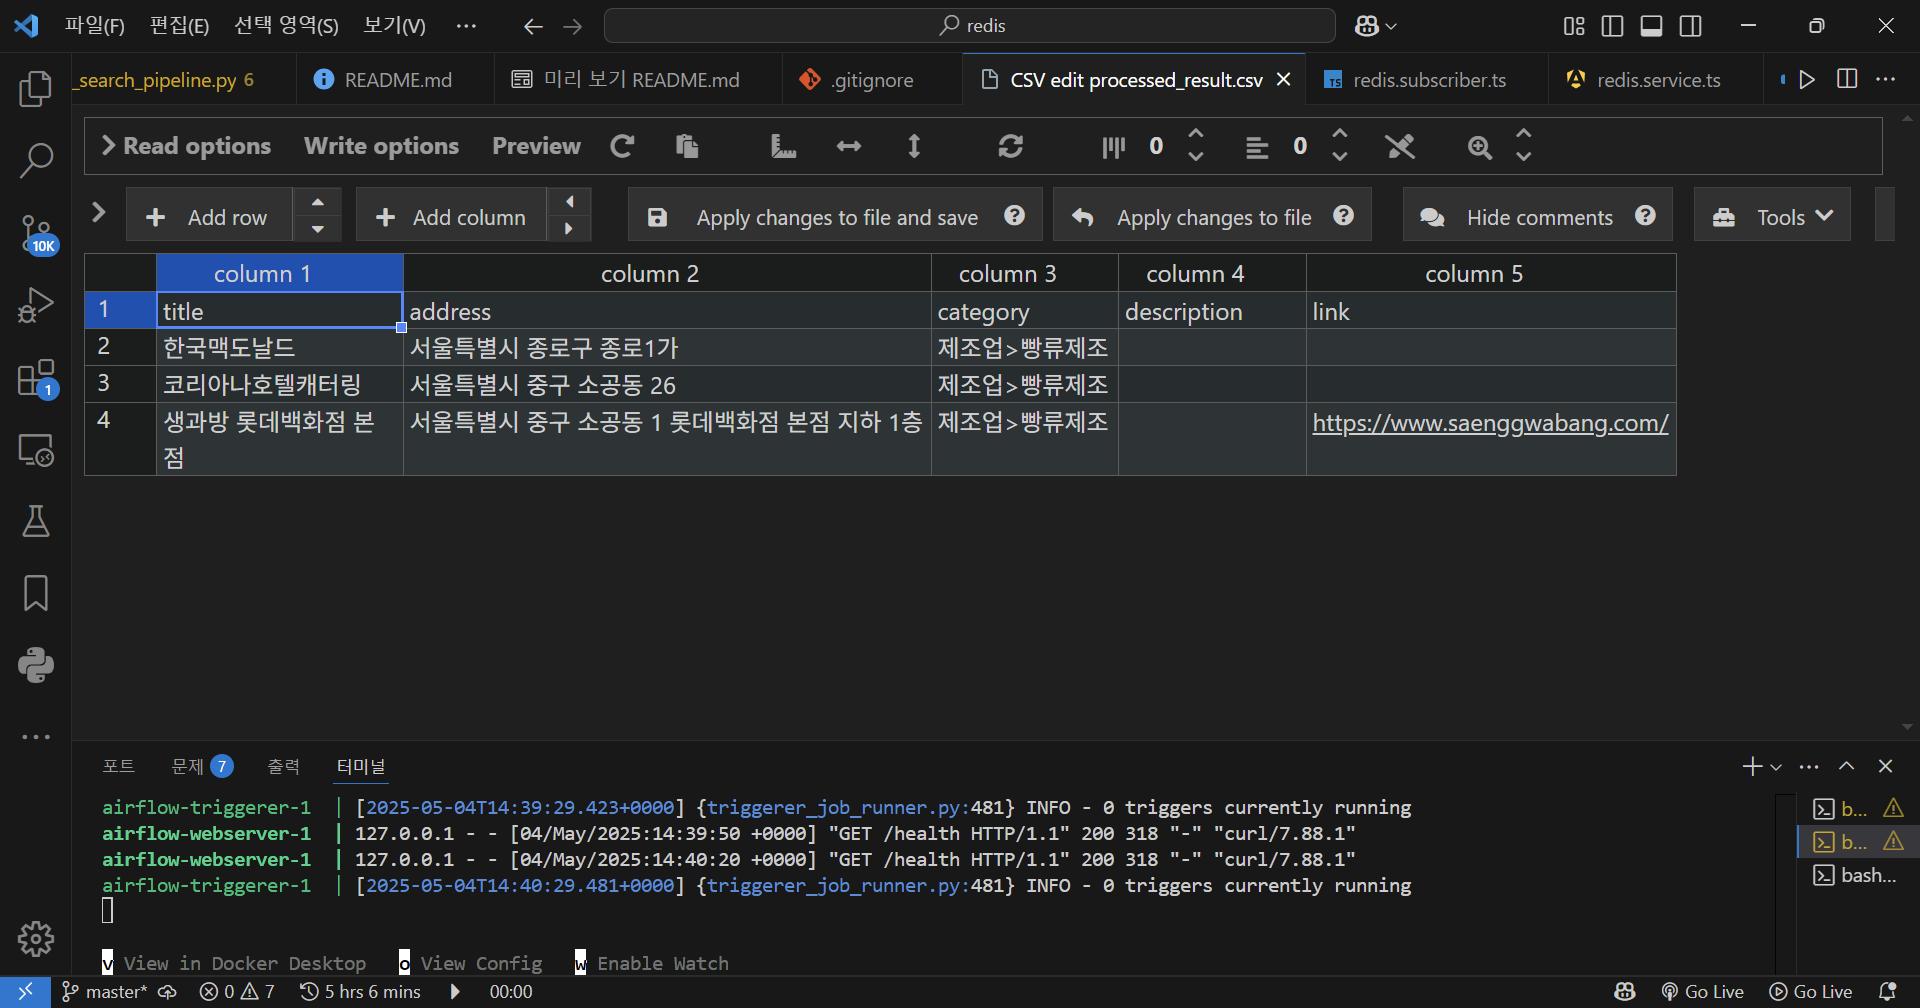 파일(F) 편집(E) 선택 영역(S) 보기(V) ··· redis
_search_pipeline.py 6 README.md 미리 보기 README.md .gitignore CSV edit processed_result.csv redis.subscriber.ts redis.service.ts
Read options Write options Preview 0 0
Add row Add column Apply changes to file and save Apply changes to file Hide comments Tools
column 1 column 2 column 3 column 4 column 5
1 title address category description link
2 한국맥도날드 서울특별시 종로구 종로1가 제조업>빵류제조
3 코리아나호텔캐터링 서울특별시 중구 소공동 26 제조업>빵류제조
4 생과방 롯데백화점 본 서울특별시 중구 소공동 1 롯데백화점 본점 지하 1층 제조업>빵류제조 https://www.saenggwabang.com/
점
10K
1
포트 문제 7 출력 터미널
airflow-triggerer-1 | [2025-05-04T14:39:29.423+0000] {triggerer_job_runner.py:481} INFO - 0 triggers currently running
airflow-webserver-1 | 127.0.0.1 - - [04/May/2025:14:39:50 +0000] "GET /health HTTP/1.1" 200 318 "-" "curl/7.88.1"
airflow-webserver-1 | 127.0.0.1 - - [04/May/2025:14:40:20 +0000] "GET /health HTTP/1.1" 200 318 "-" "curl/7.88.1"
airflow-triggerer-1 | [2025-05-04T14:40:29.481+0000] {triggerer_job_runner.py:481} INFO - 0 triggers currently running
b...
b...
bash...
v View in Docker Desktop o View Config w Enable Watch
master* 0 7 5 hrs 6 mins 00:00 Go Live Go Live